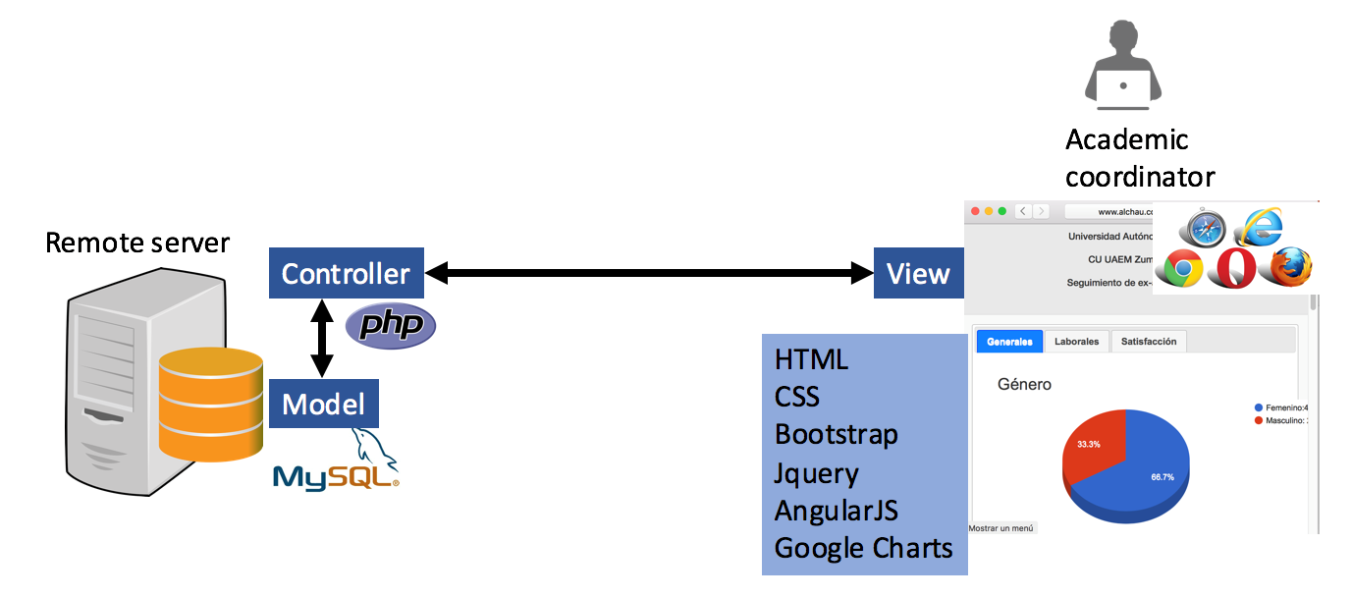 Academic
coordinator
Remote server
Controller
php
Model
MySQL
View
HTML
CSS
Bootstrap
Jquery
AngularJS
Google Charts
www.alchau.c
Universidad Autón
CU UAEM Zum
Seguimiento de ex-
Generales Laborales Satisfacción
Género
Femenino:4
Masculino:
33.3%
66.7%
Mostrar un menú